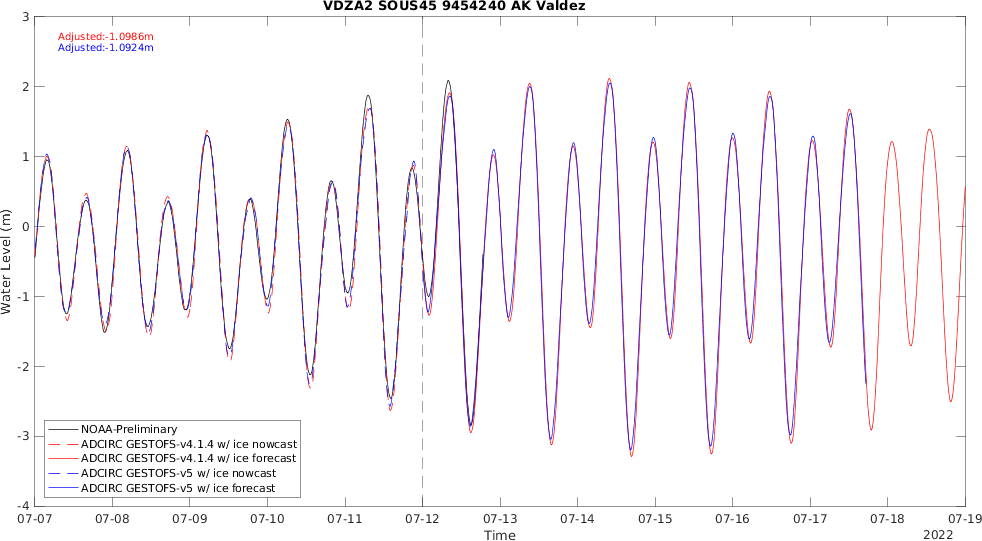 VDZA2 SOUS45 9454240 AK Valdez
Adjusted:-1.0986m
Adjusted:-1.0924m
3
2
1
0
-1
-2
-3
-4
Water Level (m)
NOAA-Preliminary
ADCIRC GESTOFS-v4.1.4 w/ ice nowcast
ADCIRC GESTOFS-v4.1.4 w/ ice forecast
ADCIRC GESTOFS-v5 w/ ice nowcast
ADCIRC GESTOFS-v5 w/ ice forecast
07-07 07-08 07-09 07-10 07-11 07-12 07-13 07-14 07-15 07-16 07-17 07-18 07-19
Time
2022